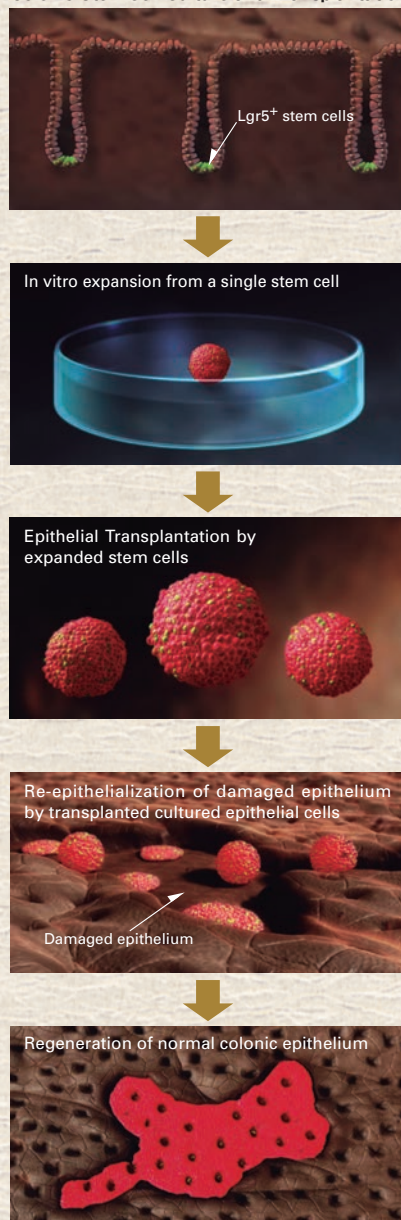 Lgr5+ stem cells
In vitro expansion from a single stem cell
Epithelial Transplantation by
expanded stem cells
Re-epithelialization of damaged epithelium
by transplanted cultured epithelial cells
Damaged epithelium
Regeneration of normal colonic epithelium